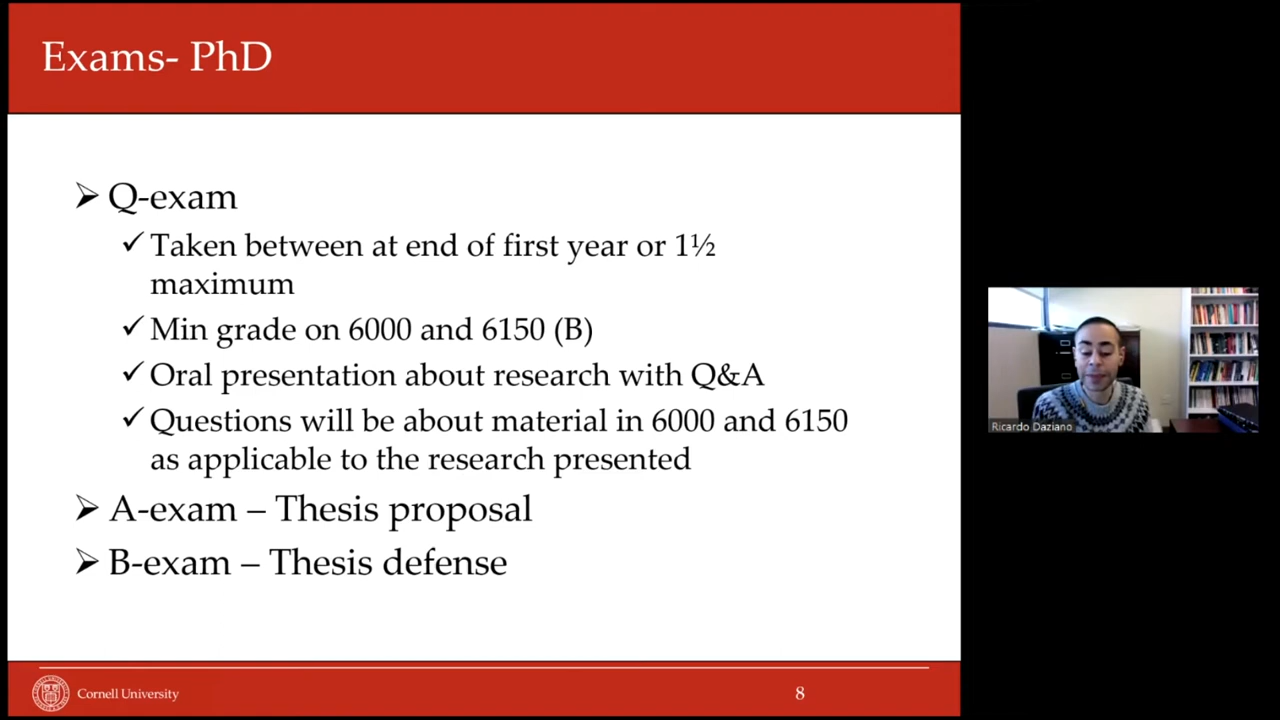 Exams- PhD
Q-exam
Taken between at end of first year or 1½
maximum
Min grade on 6000 and 6150 (B)
Oral presentation about research with Q&A
Questions will be about material in 6000 and 6150
as applicable to the research presented
A-exam – Thesis proposal
B-exam – Thesis defense
Ricardo Daziano
Cornell University
8